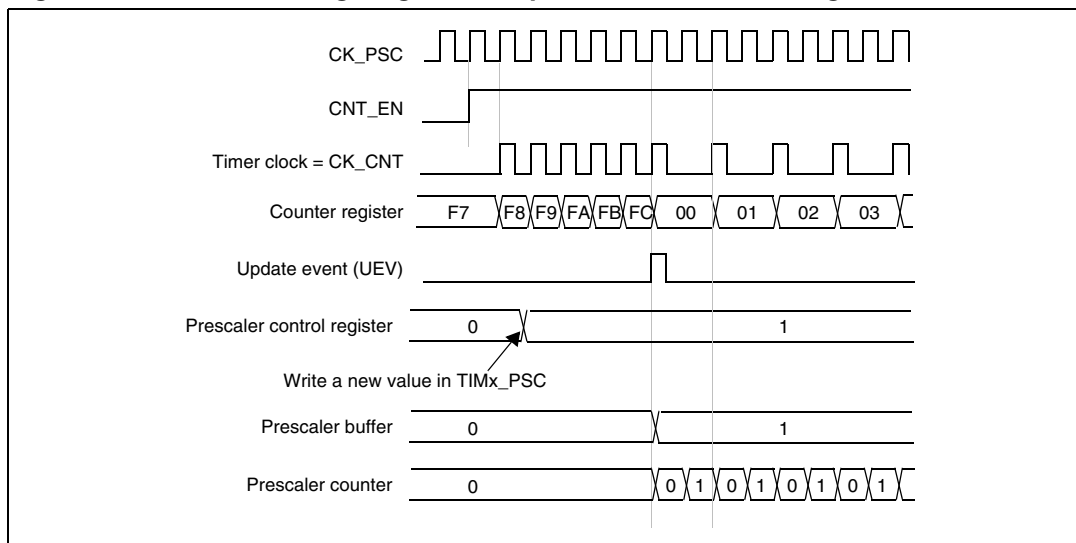 CK_PSC
CNT_EN
Timer clock = CK_CNT
Counter register F7 F8 F9 FA FB FC 00 01 02 03
Update event (UEV)
Prescaler control register 0 1
Write a new value in TIMx_PSC
Prescaler buffer 0 1
Prescaler counter 0 0 1 0 1 0 1 0 1